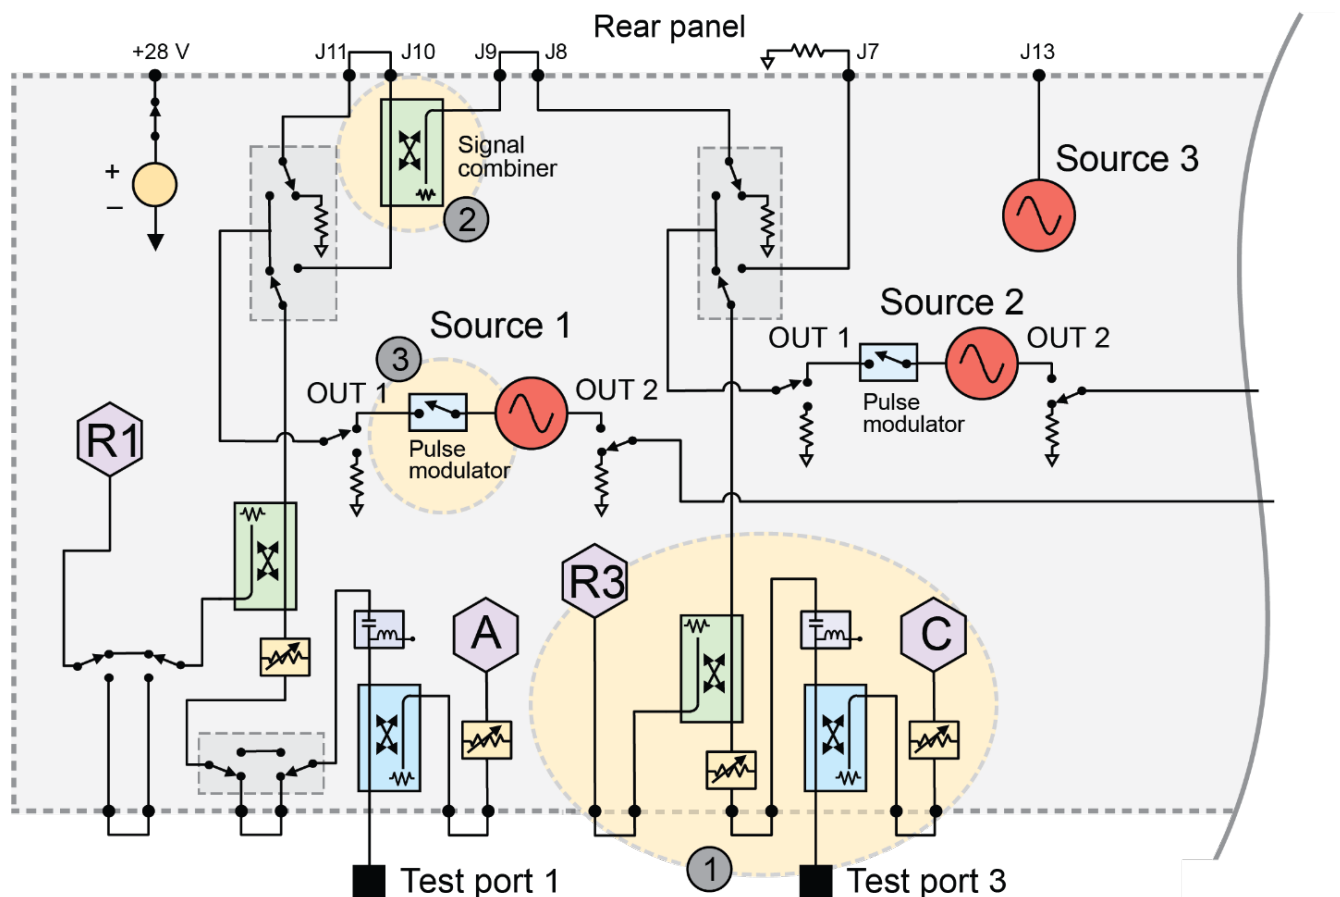 Rear panel
+28 V
J11
J10
J9
J8
J7
J13
Signal
combiner
Source 3
+
–
2
Source 2
Source 1
OUT 1
OUT 2
3
OUT 1
OUT 2
Pulse
modulator
R1
Pulse
modulator
R3
A
C
1
Test port 1
Test port 3